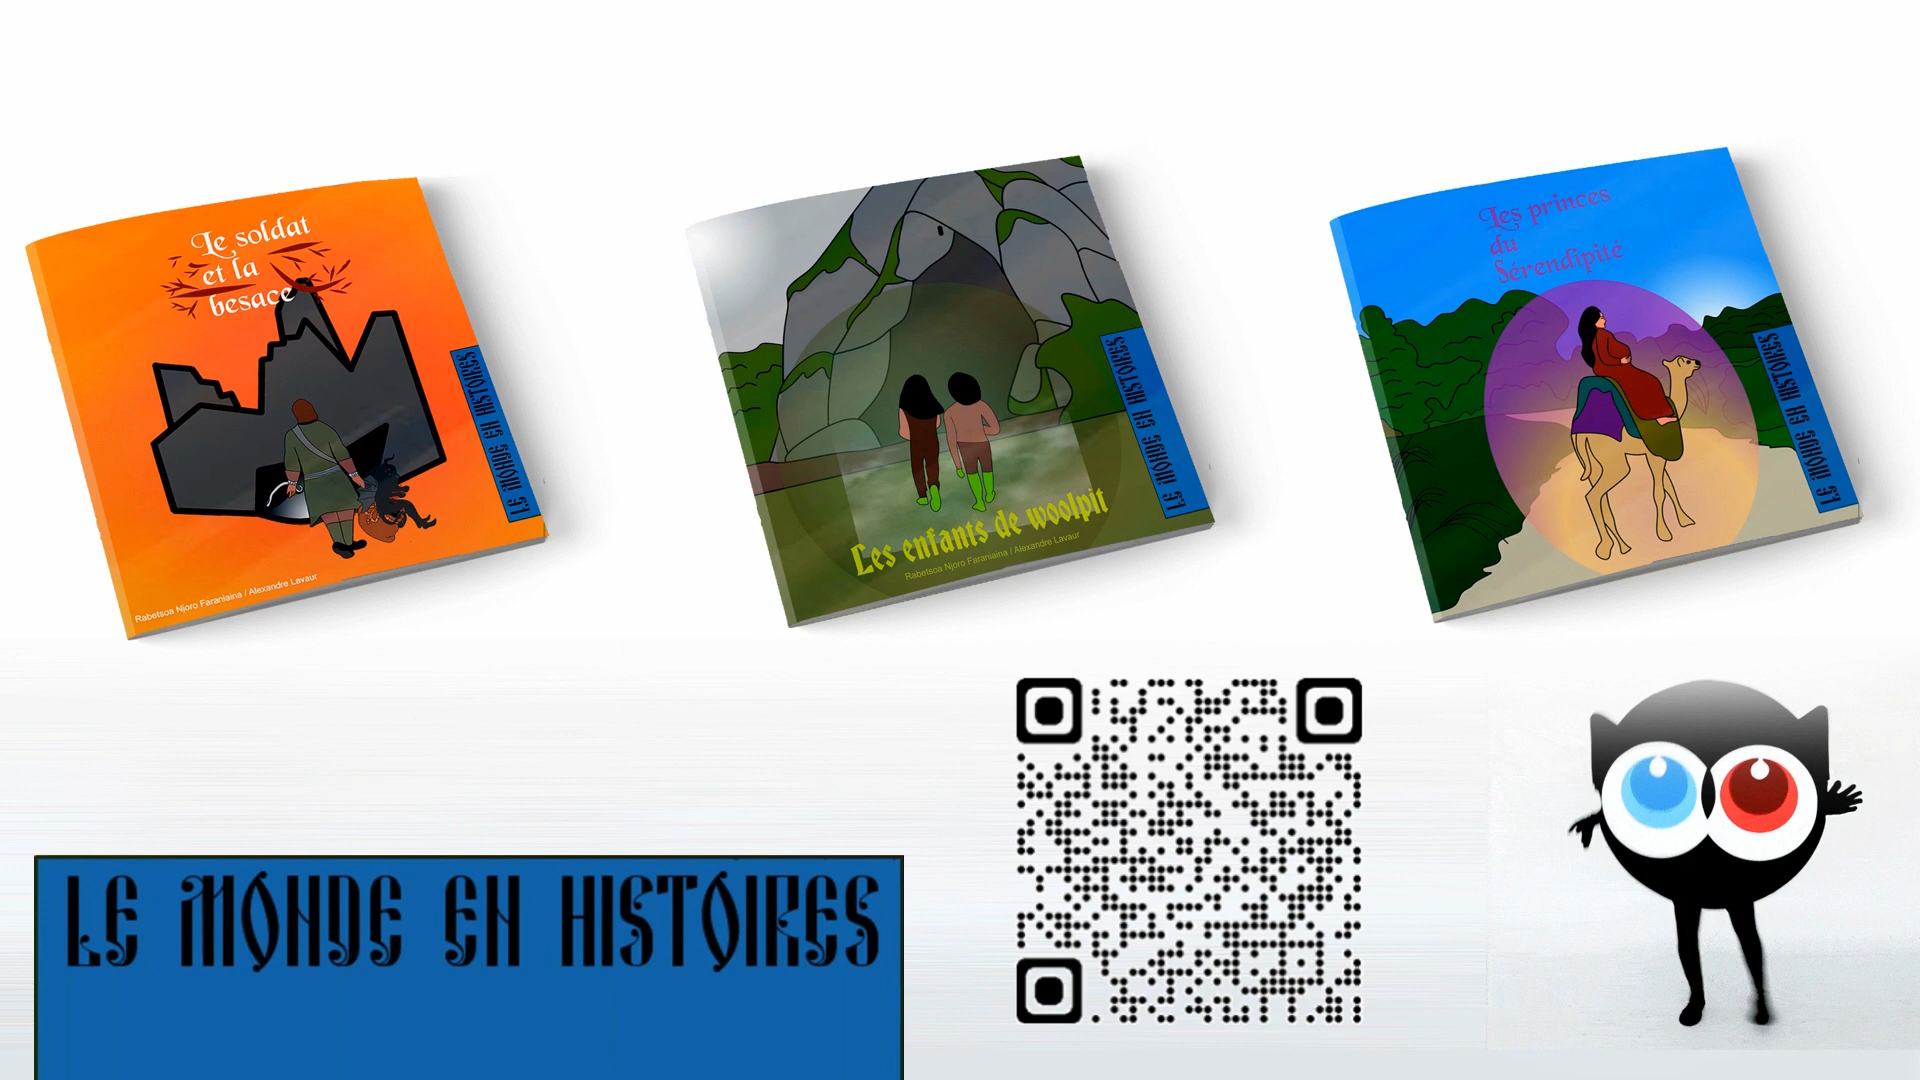 Le soldat
et la
besace
LE MONDE EN HISTOIRES
Rabetsoa Njoro Faraniaina / Alexandre Lavaur
LE MONDE EN HISTOIRES
Les enfants de woolpit
Rabetsoa Njoro Faraniaina / Alexandre Lavaur
Les princes
du
Sérendipité
LE MONDE EN HISTOIRES
LE MONDE EN HISTOIRES